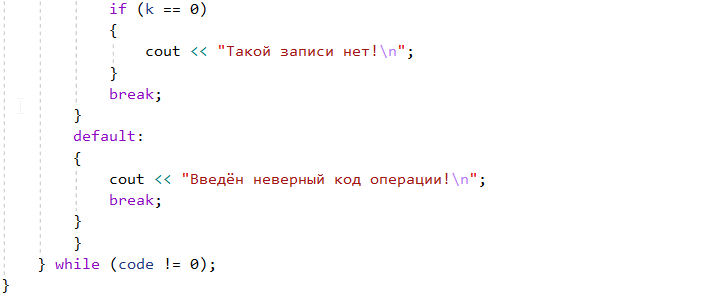 if (k == 0)
{
cout << "Такой записи нет!\n";
}
break;
}
default:
{
cout << "Введён неверный код операции!\n";
break;
}
}
} while (code != 0);
}